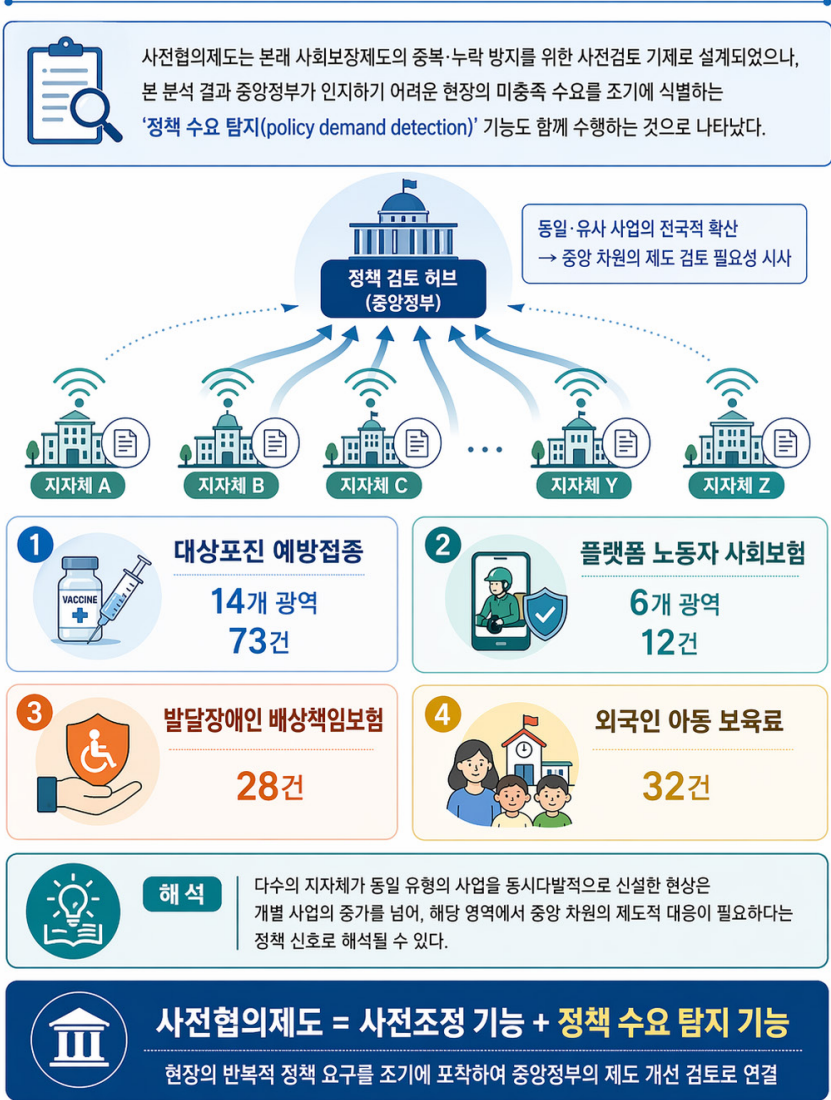 사전협의제도는 본래 사회보장제도의 중복·누락 방지를 위한 사전검토 기제로 설계되었으나,
본 분석 결과 중앙정부가 인지하기 어려운 현장의 미충족 수요를 조기에 식별하는
‘정책 수요 탐지(policy demand detection)’ 기능도 함께 수행하는 것으로 나타났다.
정책 검토 허브
(중앙정부)
동일·유사 사업의 전국적 확산
→ 중앙 차원의 제도 검토 필요성 시사
지자체 A
지자체 B
지자체 C
...
지자체 Y
지자체 Z
1
대상포진 예방접종
VACCINE
14개 광역
73건
2
플랫폼 노동자 사회보험
6개 광역
12건
3
발달장애인 배상책임보험
28건
4
외국인 아동 보육료
32건
해석
다수의 지자체가 동일 유형의 사업을 동시다발적으로 신설한 현상은
개별 사업의 증가를 넘어, 해당 영역에서 중앙 차원의 제도적 대응이 필요하다는
정책 신호로 해석될 수 있다.
사전협의제도 = 사전조정 기능 + 정책 수요 탐지 기능
현장의 반복적 정책 요구를 조기에 포착하여 중앙정부의 제도 개선 검토로 연결